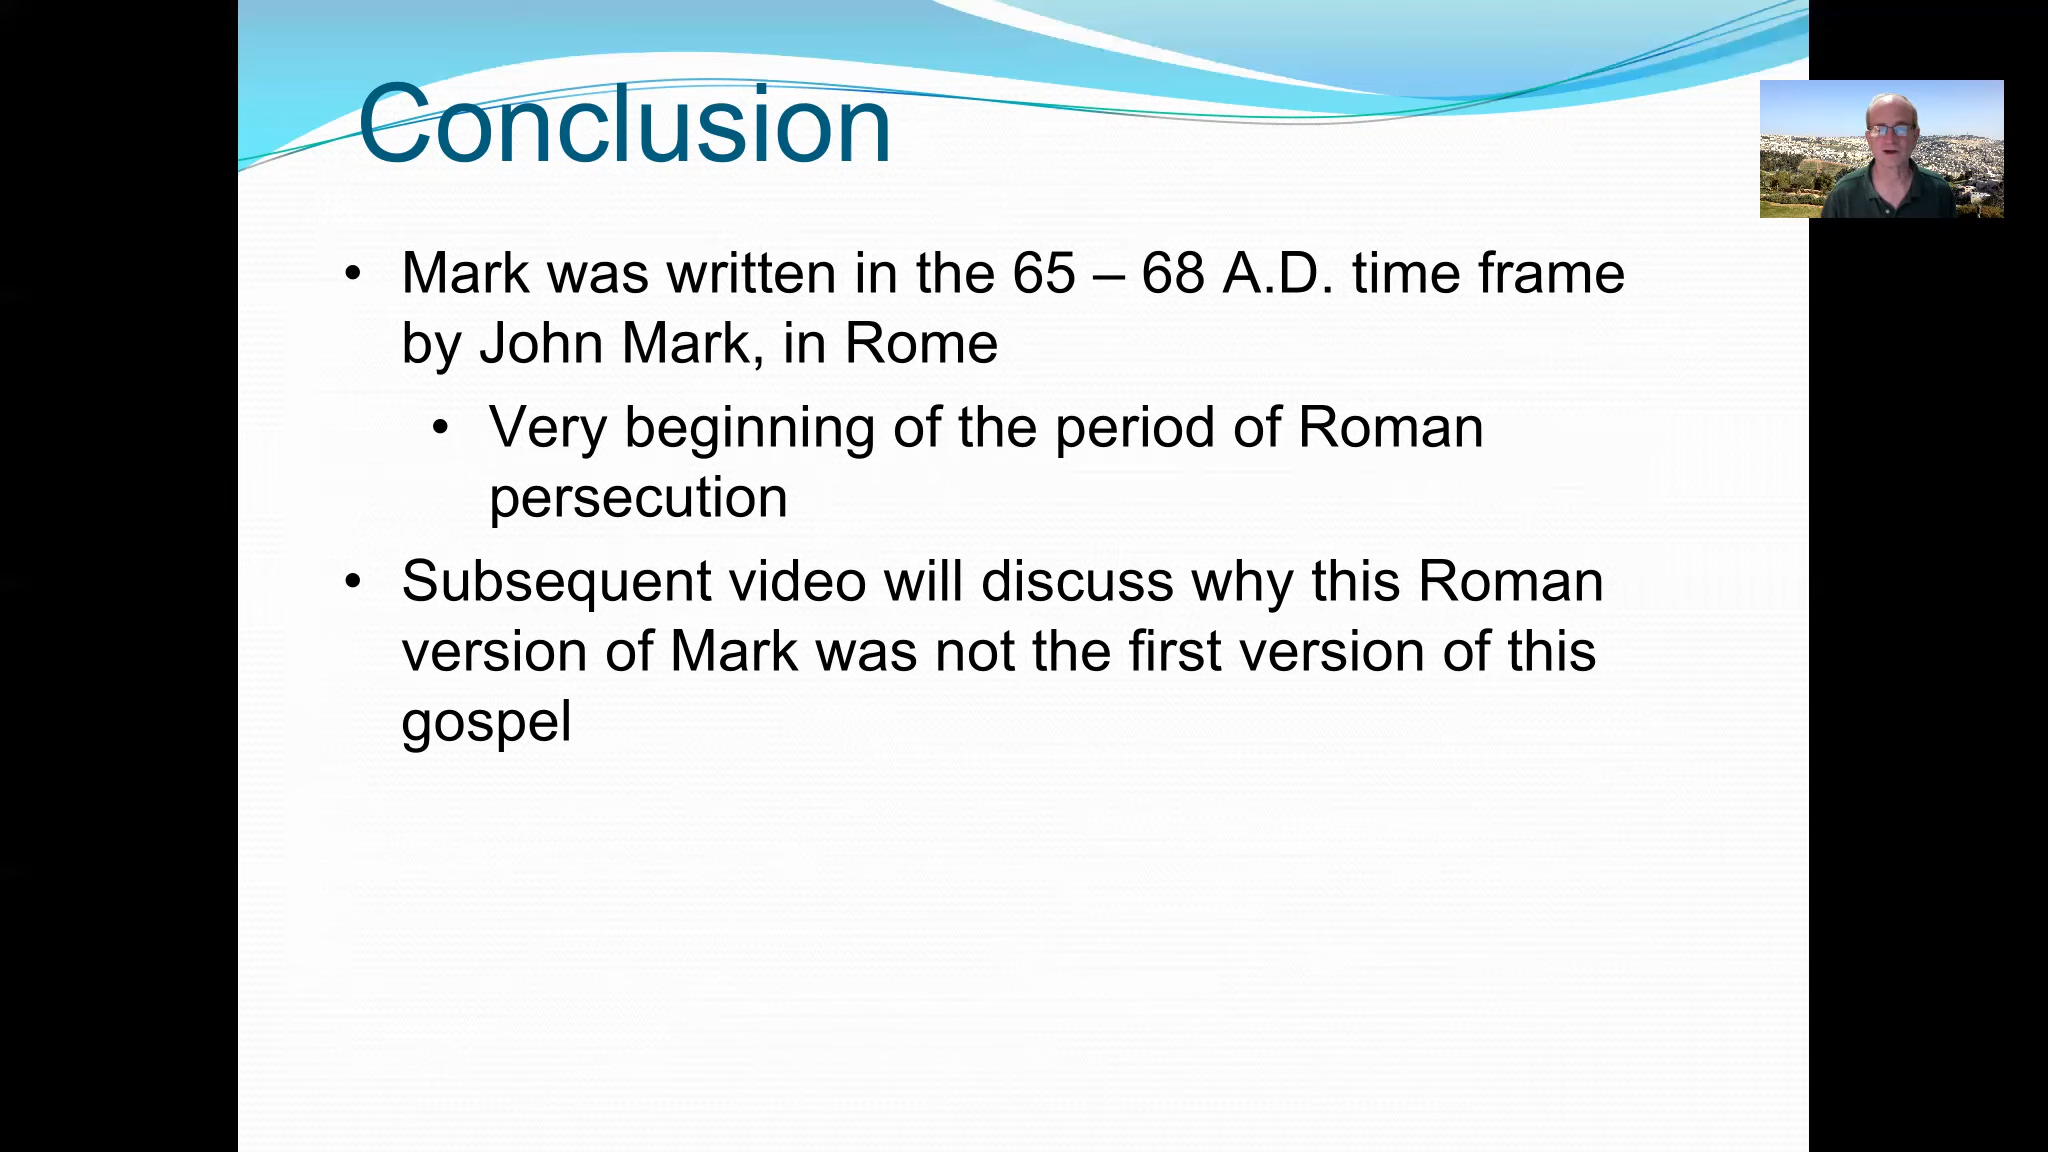 Conclusion
• Mark was written in the 65 – 68 A.D. time frame
by John Mark, in Rome
• Very beginning of the period of Roman
persecution
• Subsequent video will discuss why this Roman
version of Mark was not the first version of this
gospel